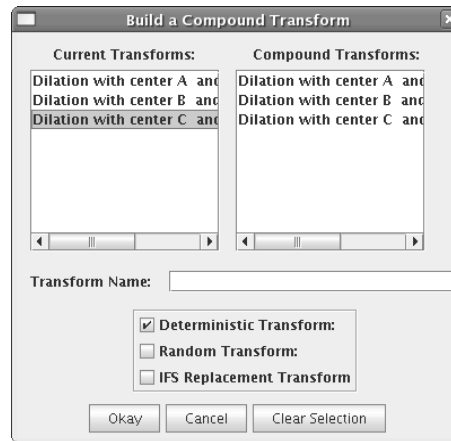 Build a Compound Transform
Current Transforms:
Dilation with center A and
Dilation with center B and
Dilation with center C and
Compound Transforms:
Dilation with center A and
Dilation with center B and
Dilation with center C and
Transform Name:
Deterministic Transform:
Random Transform:
IFS Replacement Transform
Okay
Cancel
Clear Selection